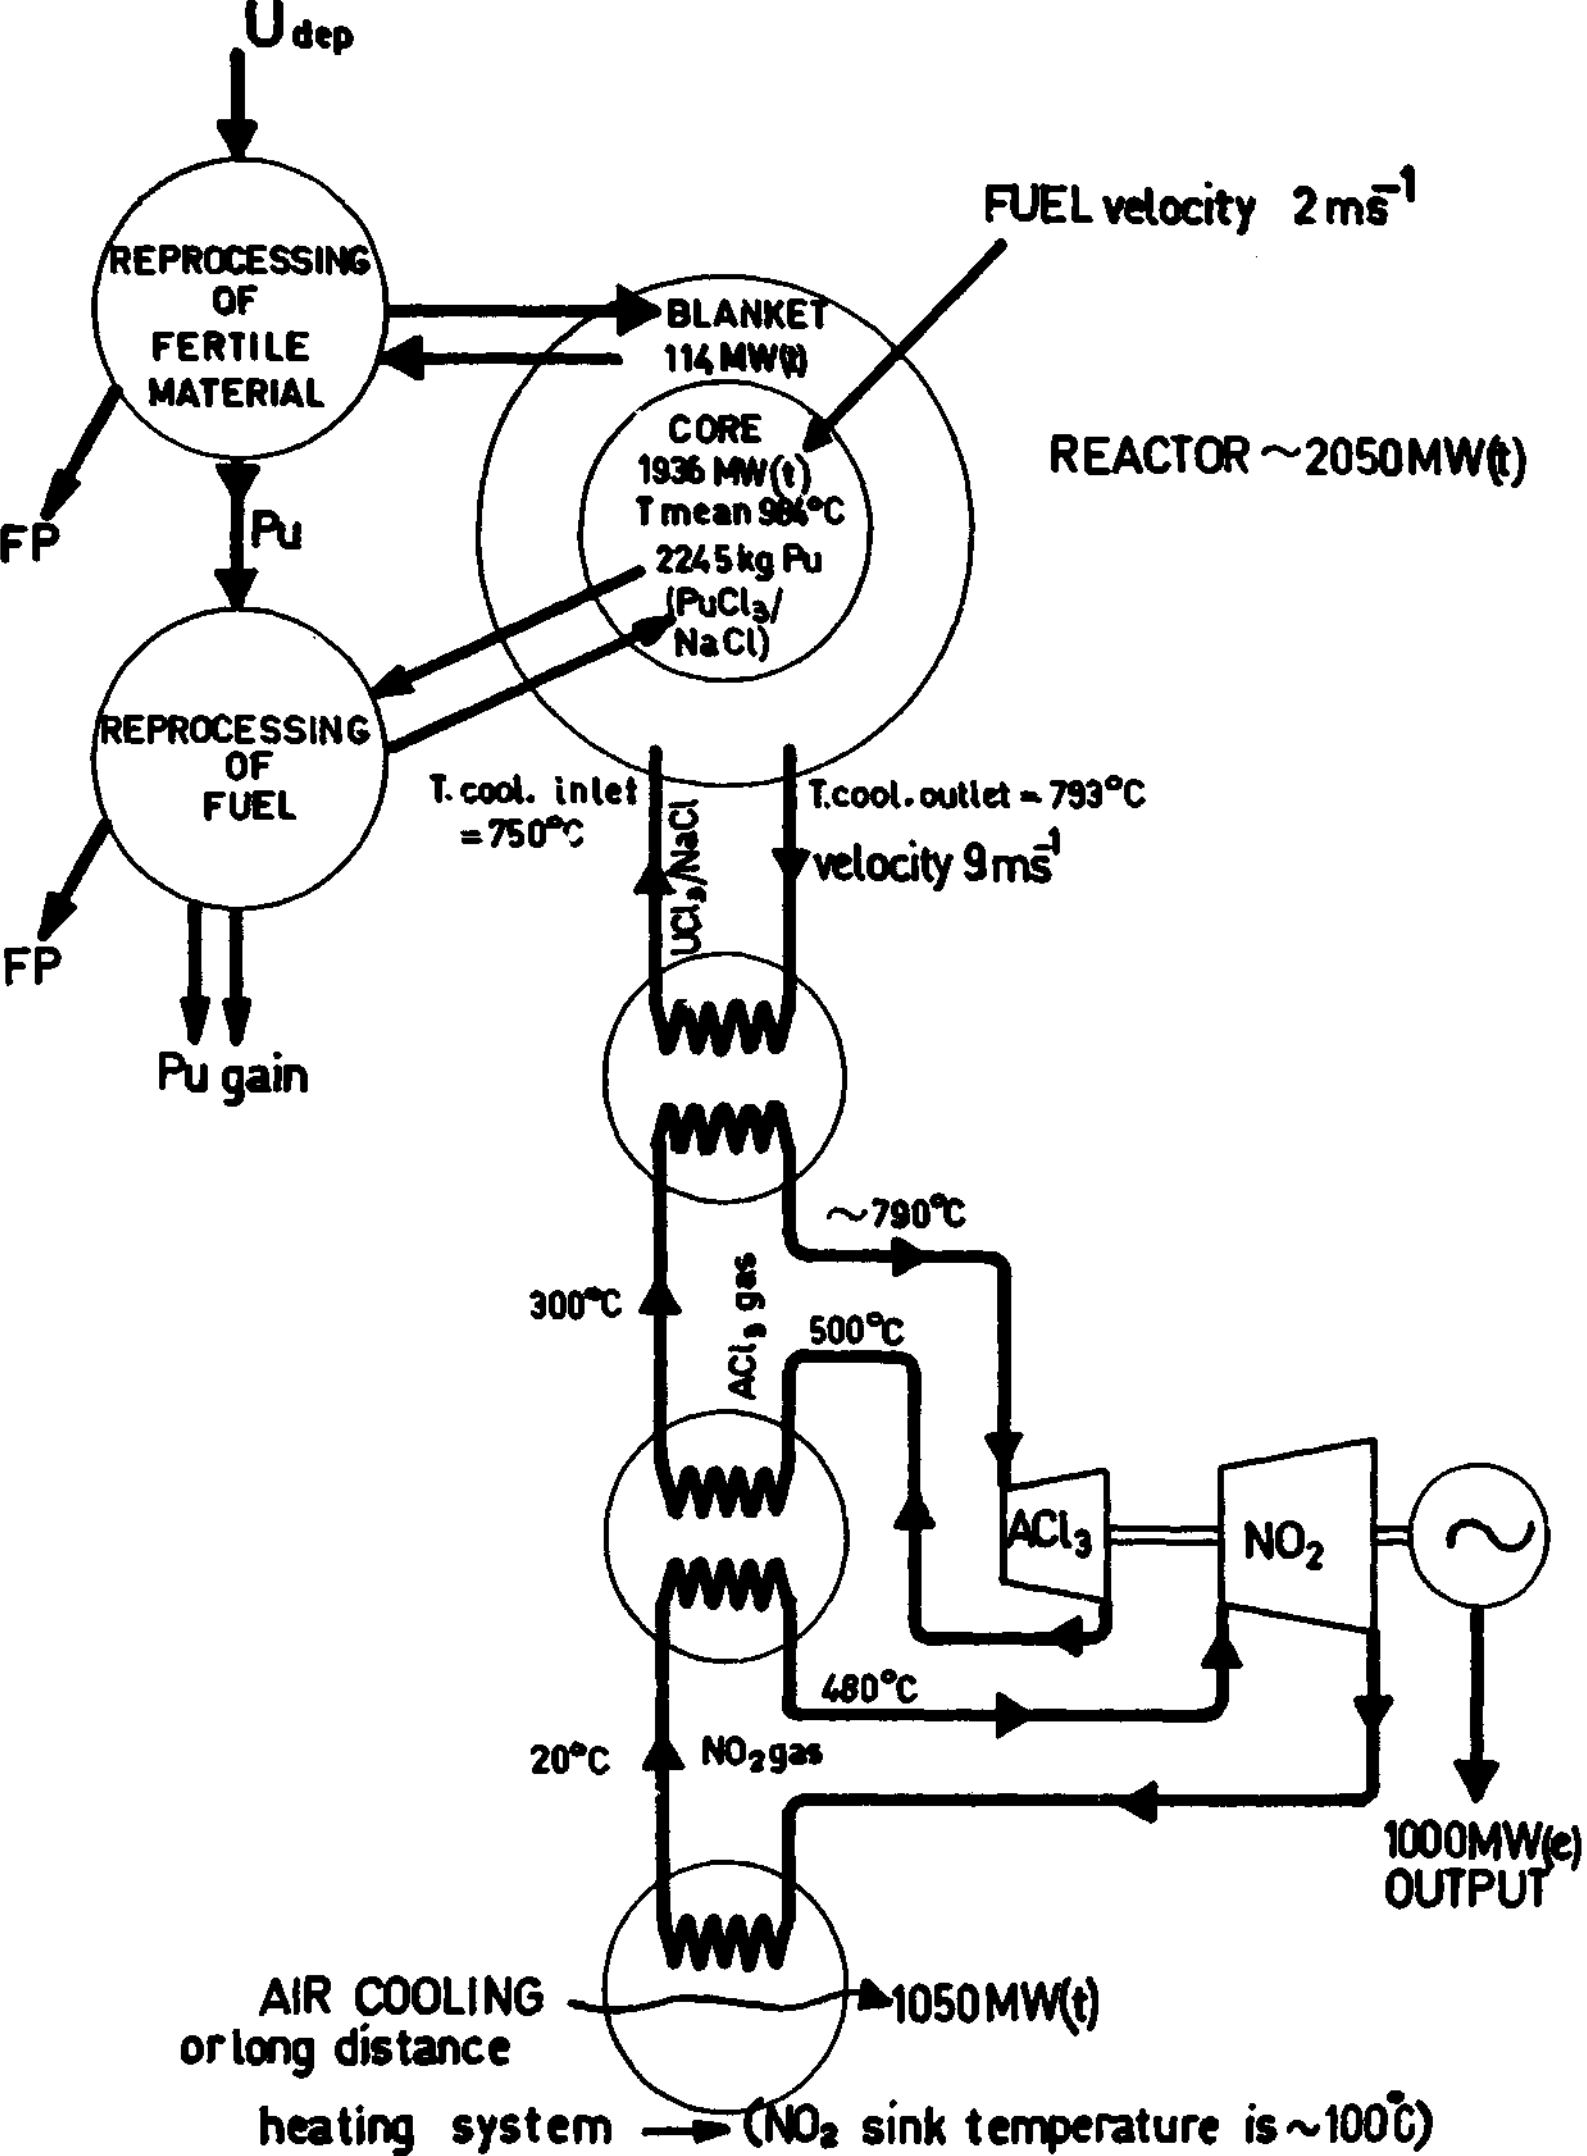 U dep
REPROCESSING
OF
FERTILE
MATERIAL
FP
Pu
REPROCESSING
OF
FUEL
FP
Pu gain
FUEL velocity 2 ms⁻¹
BLANKET
114 MW(t)
CORE
1936 MW(t)
T mean 984°C
2245 kg Pu
(PuCl₃/
NaCl)
REACTOR ~2050 MW(t)
T. cool. inlet
= 750°C
UCl₃/NaCl
T. cool. outlet = 793°C
velocity 9 ms⁻¹
~790°C
300°C
ACl₃ gas
500°C
ACl₃
NO₂
~
480°C
20°C
NO₂ gas
1000 MW(e)
OUTPUT
AIR COOLING
1050 MW(t)
or long distance
heating system → (NO₂ sink temperature is ~100°C)